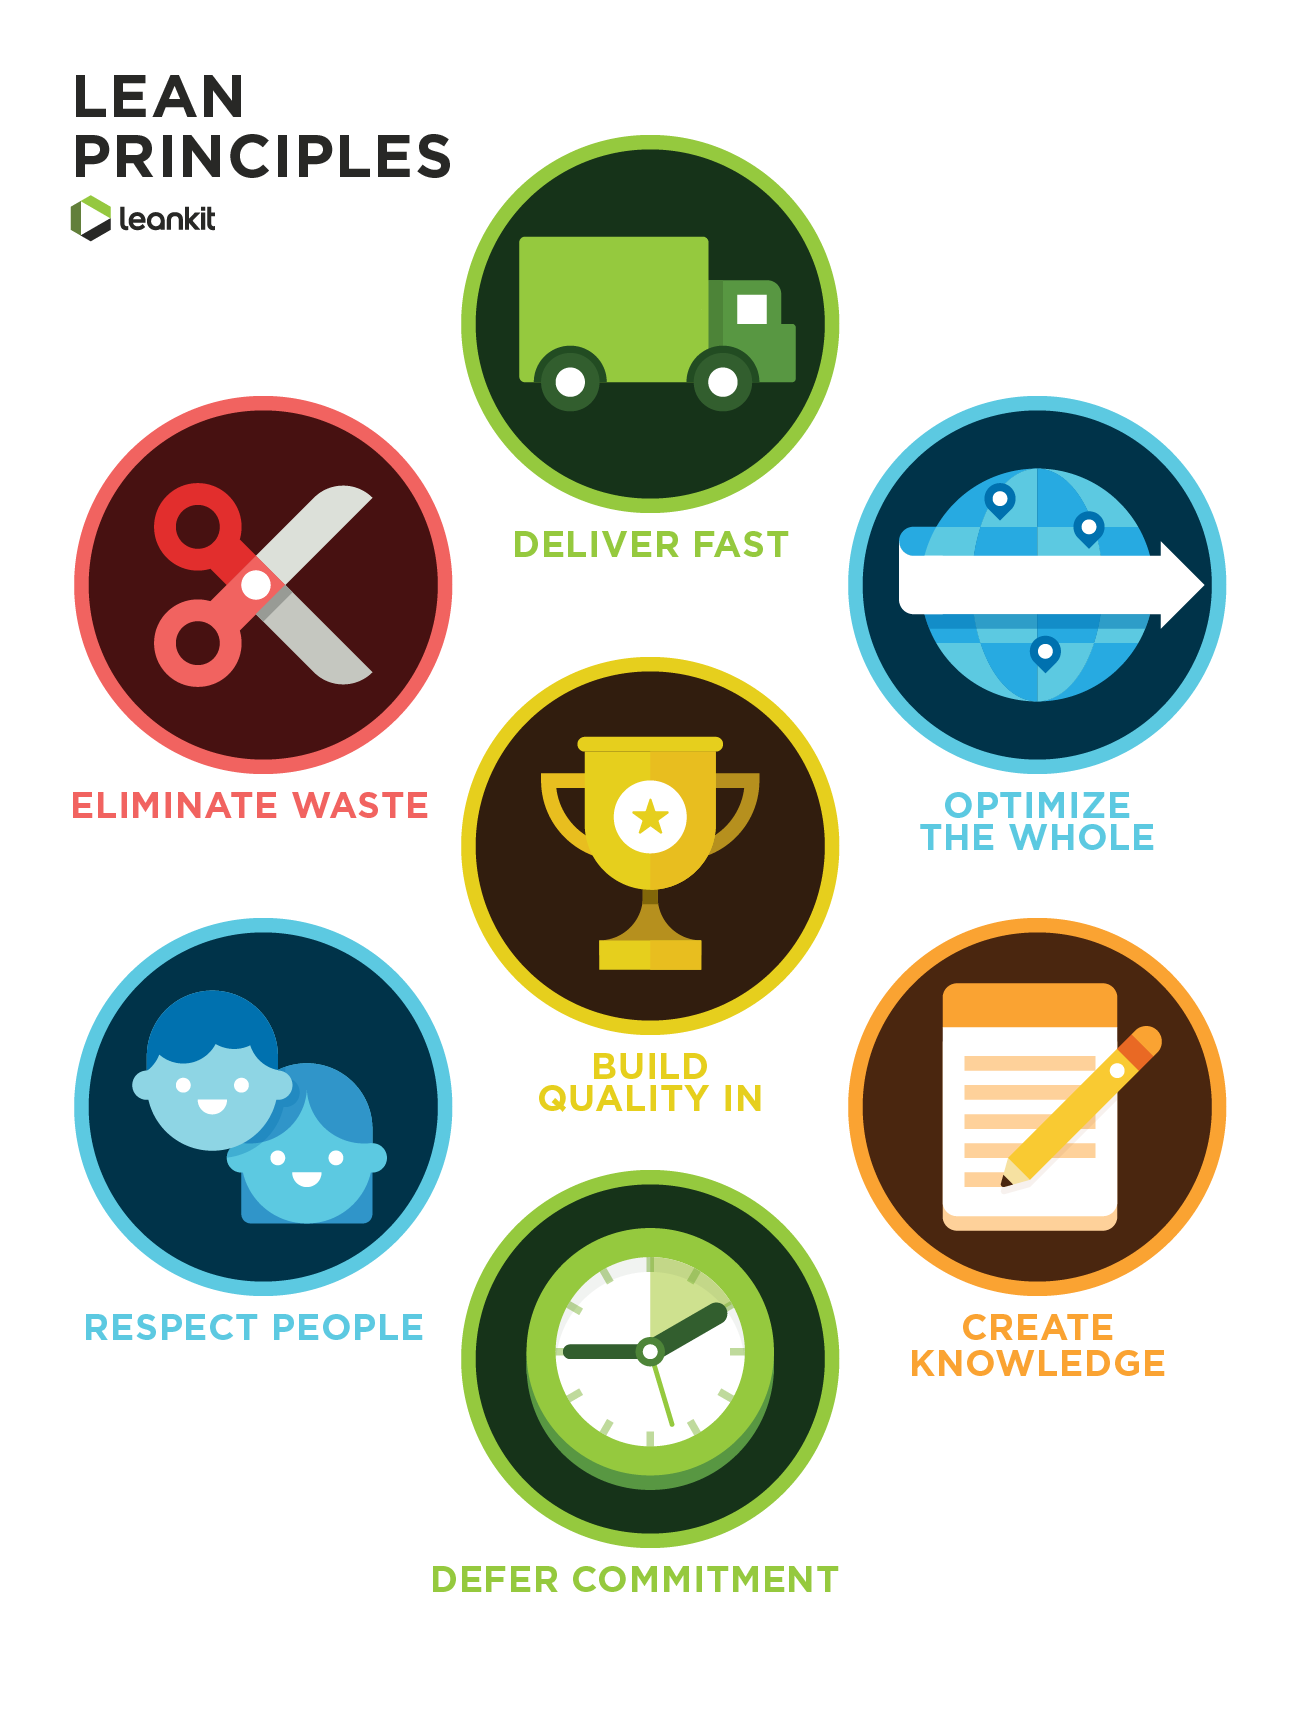 LEAN
PRINCIPLES
leankit
DELIVER FAST
ELIMINATE WASTE
OPTIMIZE
THE WHOLE
BUILD
QUALITY IN
RESPECT PEOPLE
CREATE
KNOWLEDGE
DEFER COMMITMENT